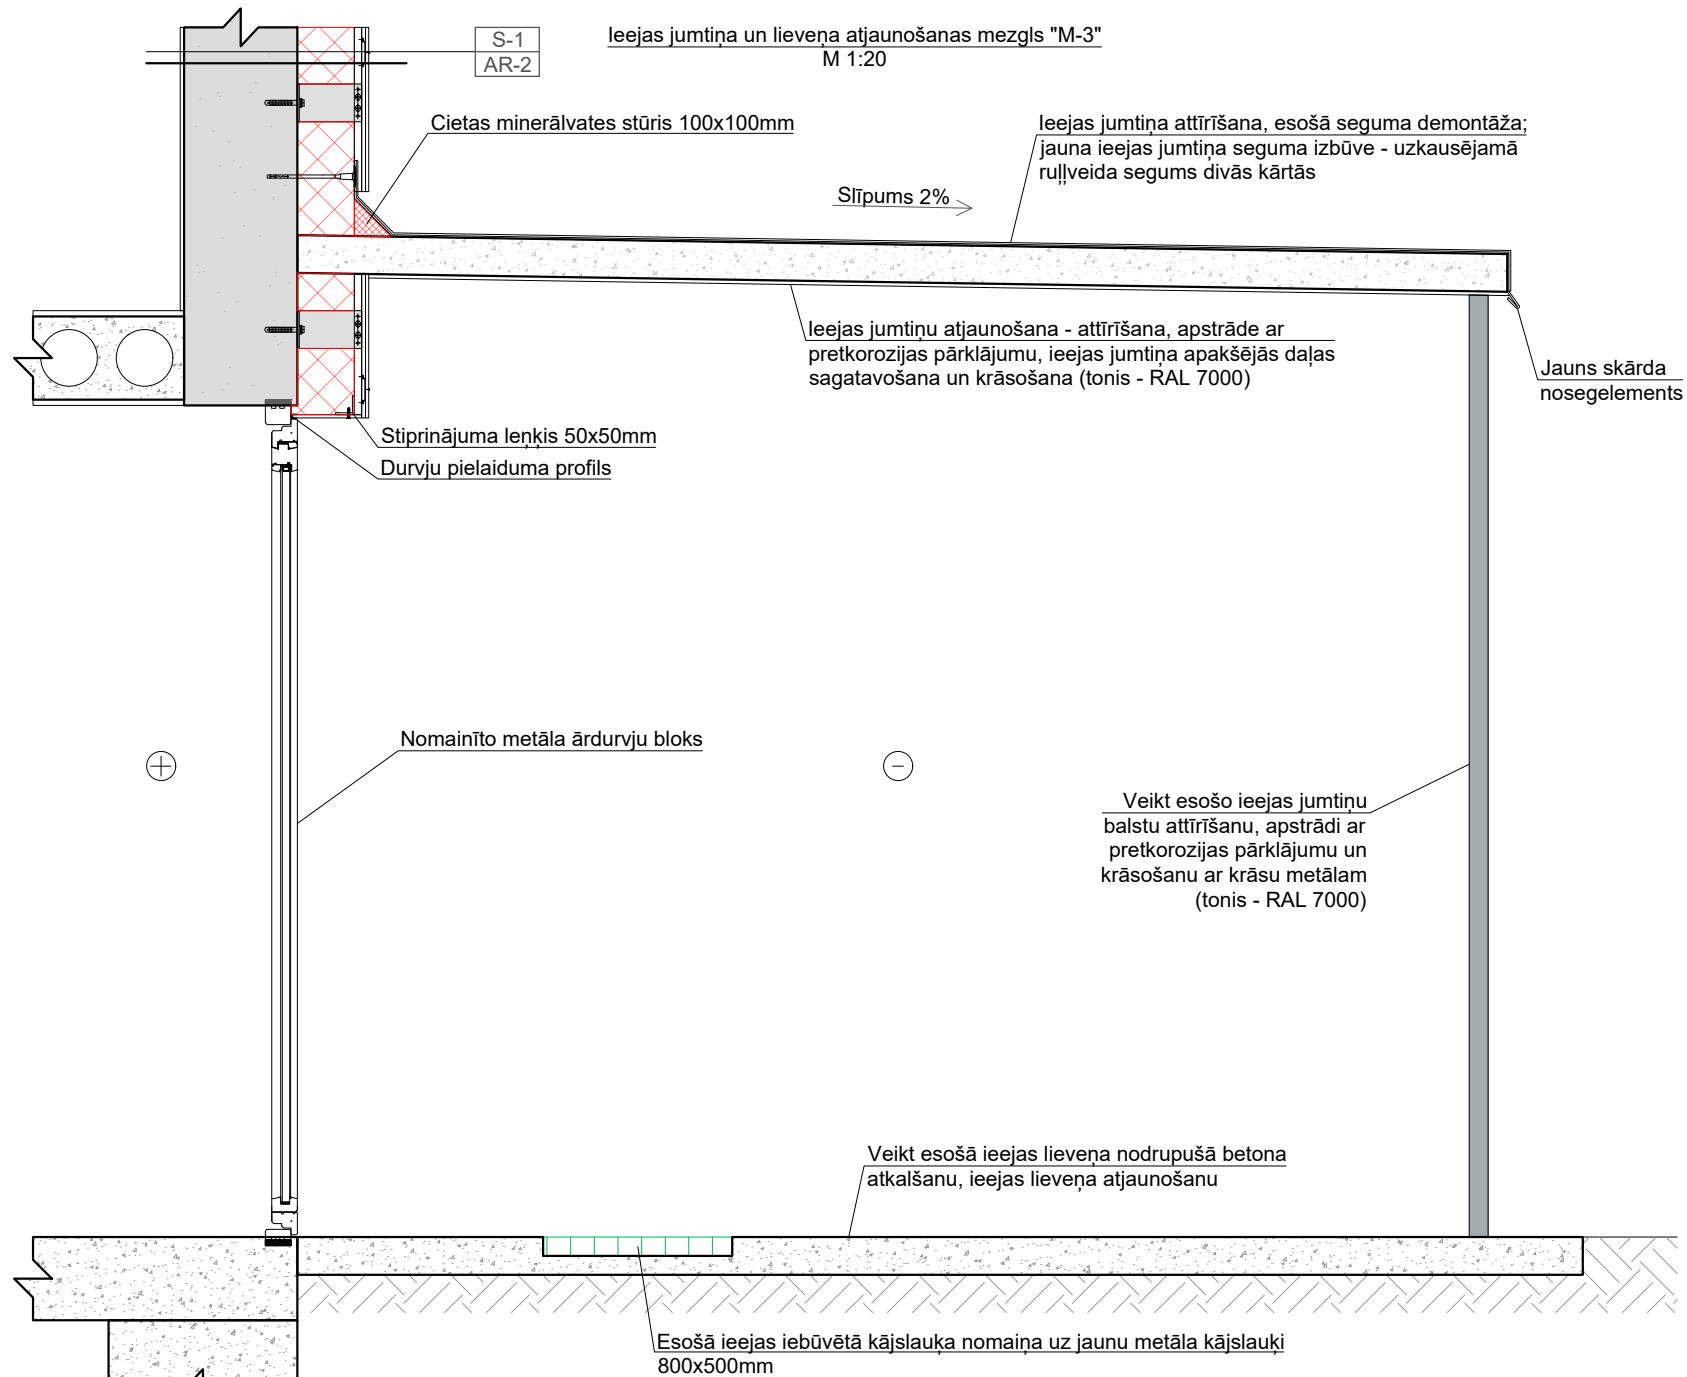 S-1
AR-2
Ieejas jumtiņa un lieveņa atjaunošanas mezgls "M-3"
M 1:20
Cietas minerālvates stūris 100x100mm
Ieejas jumtiņa attīrīšana, esošā seguma demontāža;
jauna ieejas jumtiņa seguma izbūve - uzkausējamā
ruļļveida segums divās kārtās
Slīpums 2%
Ieejas jumtiņu atjaunošana - attīrīšana, apstrāde ar
pretkorozijas pārklājumu, ieejas jumtiņa apakšējās daļas
sagatavošana un krāsošana (tonis - RAL 7000)
Jauns skārda
nosegelements
Stiprinājuma leņķis 50x50mm
Durvju pielaiduma profils
Nomainīto metāla ārdurvju bloks
Veikt esošo ieejas jumtiņu
balstu attīrīšanu, apstrādi ar
pretkorozijas pārklājumu un
krāsošanu ar krāsu metālam
(tonis - RAL 7000)
Veikt esošā ieejas lieveņa nodrupušā betona
atkalšanu, ieejas lieveņa atjaunošanu
Esošā ieejas iebūvētā kājslauķa nomaiņa uz jaunu metāla kājslauķi
800x500mm